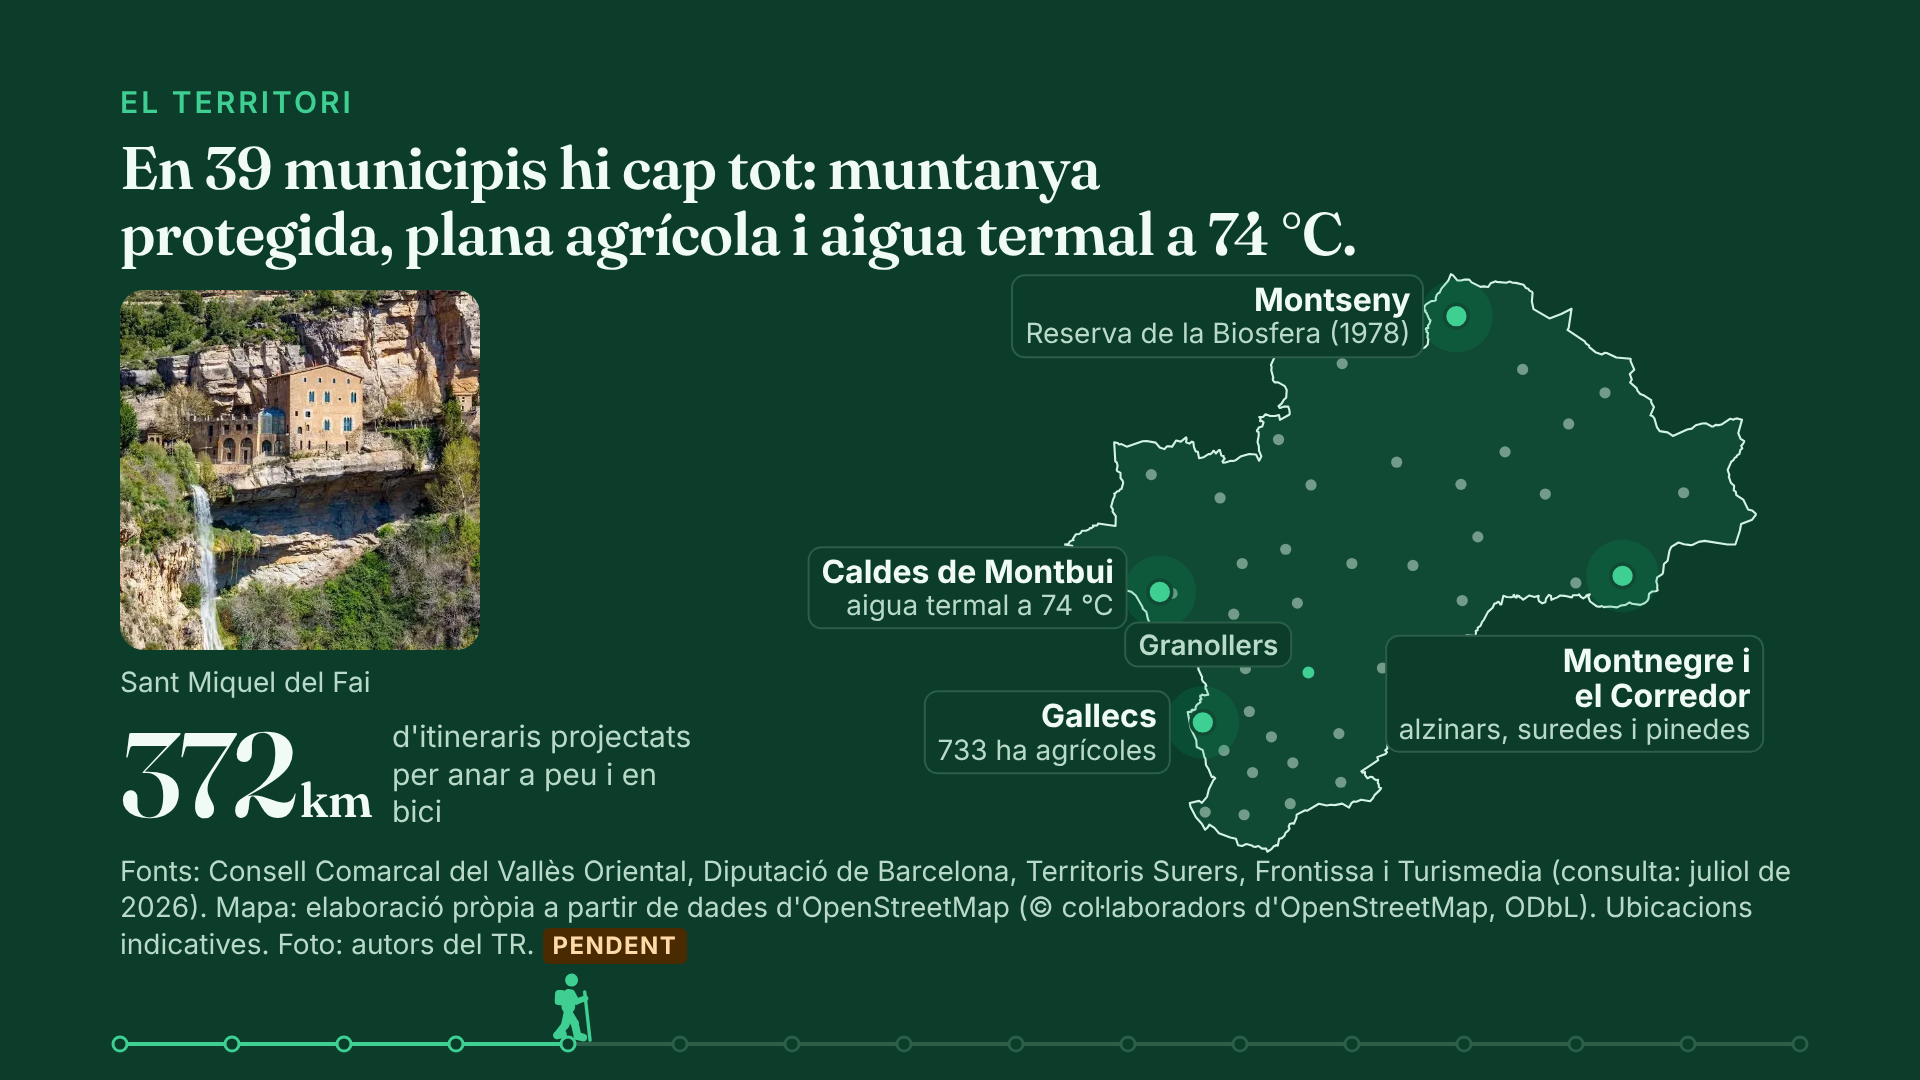 EL TERRITORI
En 39 municipis hi cap tot: muntanya
protegida, plana agrícola i aigua termal a 74 °C.
Montseny
Reserva de la Biosfera (1978)
Caldes de Montbui
aigua termal a 74 °C
Granollers
Montnegre i
el Corredor
alzinars, suredes i pinedes
Gallecs
733 ha agrícoles
Sant Miquel del Fai
372km
d'itineraris projectats
per anar a peu i en
bici
Fonts: Consell Comarcal del Vallès Oriental, Diputació de Barcelona, Territoris Surers, Frontissa i Turismedia (consulta: juliol de
2026). Mapa: elaboració pròpia a partir de dades d'OpenStreetMap (© col·laboradors d'OpenStreetMap, ODbL). Ubicacions
indicatives. Foto: autors del TR. PENDENT